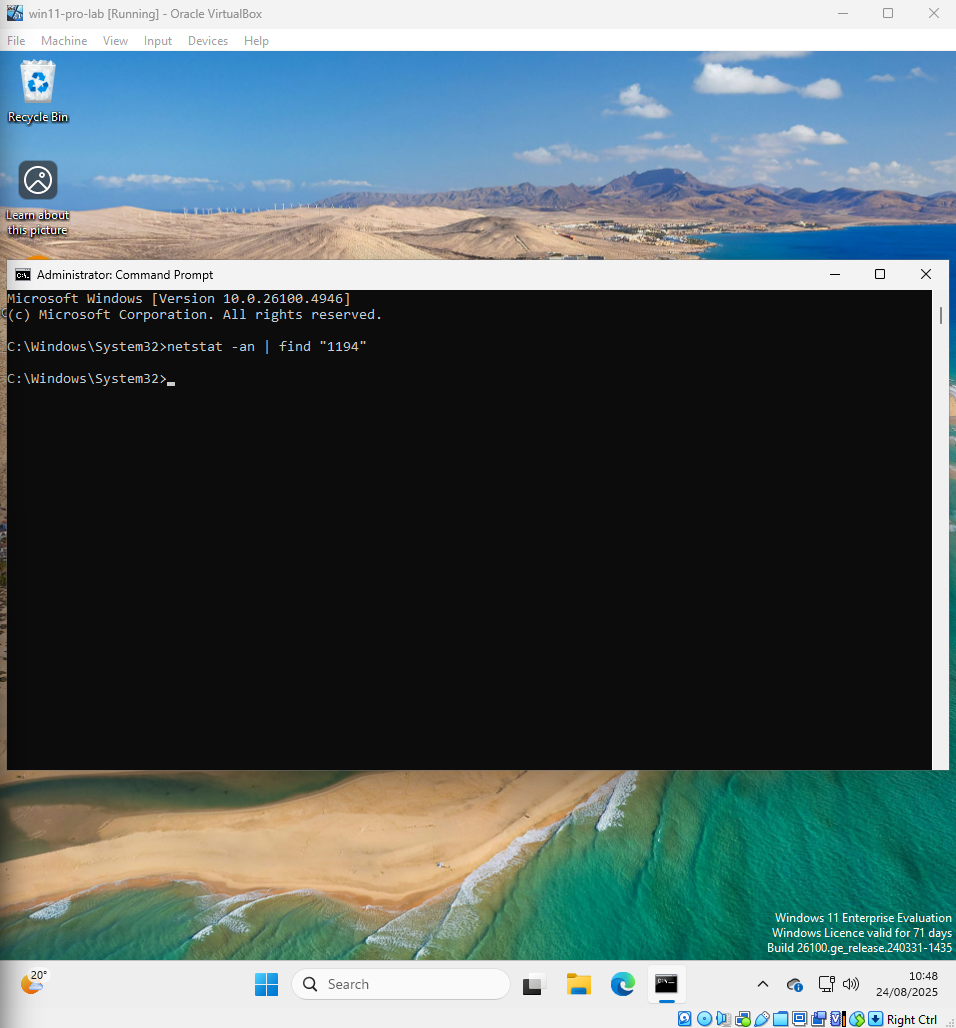 win11-pro-lab [Running] - Oracle VirtualBox
File Machine View Input Devices Help
Recycle Bin
Learn about
this picture
Administrator: Command Prompt
Microsoft Windows [Version 10.0.26100.4946]
(c) Microsoft Corporation. All rights reserved.
C:\Windows\System32>netstat -an | find "1194"
C:\Windows\System32>
Windows 11 Enterprise Evaluation
Windows Licence valid for 71 days
Build 26100.ge_release.240331-1435
20°
Search
10:48
24/08/2025
Right Ctrl